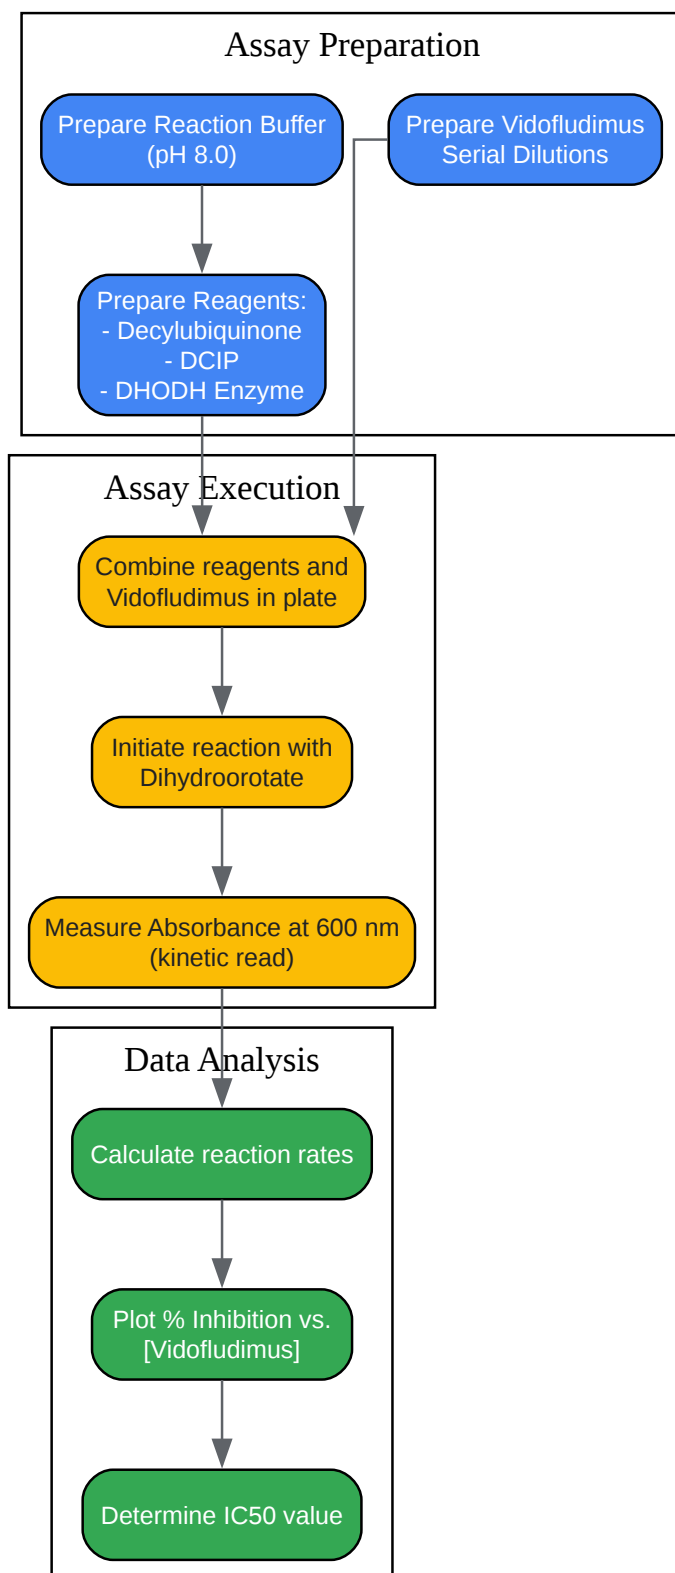 Assay Preparation
Prepare Reaction Buffer
(pH 8.0)
Prepare Vidofludimus
Serial Dilutions
Prepare Reagents:
- Decylubiquinone
- DCIP
- DHODH Enzyme
Assay Execution
Combine reagents and
Vidofludimus in plate
Initiate reaction with
Dihydroorotate
Measure Absorbance at 600 nm
(kinetic read)
Data Analysis
Calculate reaction rates
Plot % Inhibition vs.
[Vidofludimus]
Determine IC50 value